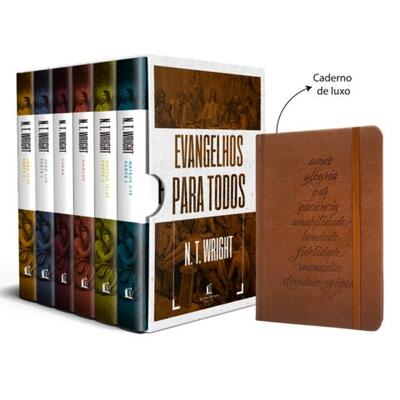 Caderno
de luxo
EVANGELHOS
PARA TODOS
N. T. WRIGHT
N. T. WRIGHT
N. T. WRIGHT
N. T. WRIGHT
LUCAS
N. T. WRIGHT
MARCOS
N. T. WRIGHT
N. T. WRIGHT
amor
alegria
paz
paciência
amabilidade
bondade
fidelidade
mansidão
domínio próprio